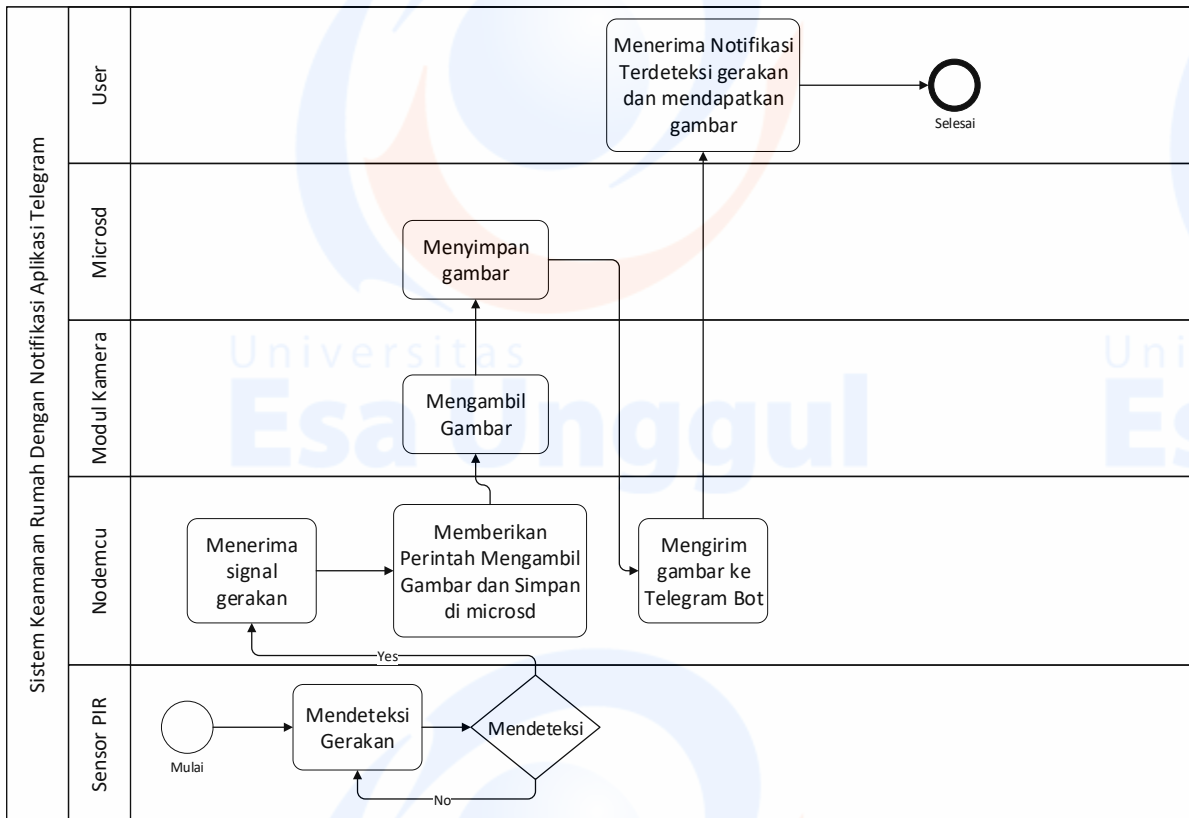 Sistem Keamanan Rumah Dengan Notifikasi Aplikasi Telegram
User
Menerima Notifikasi
Terdeteksi gerakan
dan mendapatkan
gambar
Selesai
Microsd
Menyimpan
gambar
Modul Kamera
Mengambil
Gambar
Universitas
Esa Unggul
Uni
Es
Nodemcu
Menerima
signal
gerakan
Memberikan
Perintah Mengambil
Gambar dan Simpan
di microsd
Mengirim
gambar ke
Telegram Bot
Yes
Sensor PIR
Mulai
Mendeteksi
Gerakan
Mendeteksi
No